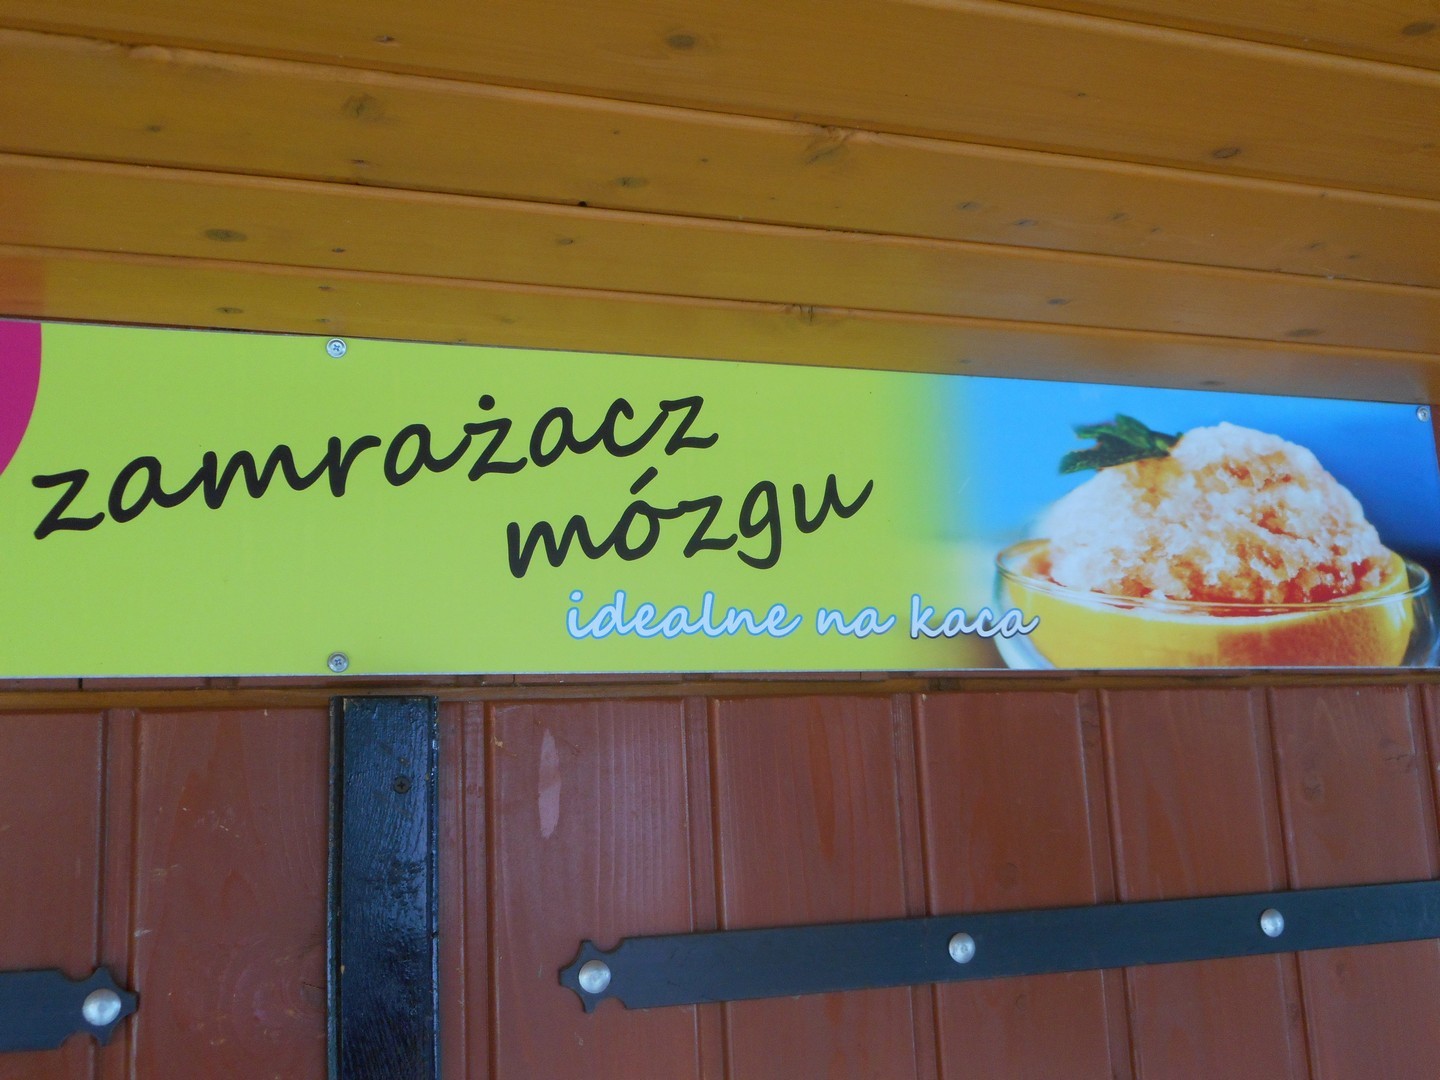 zamrażacz
mózgu
idealne na kaca